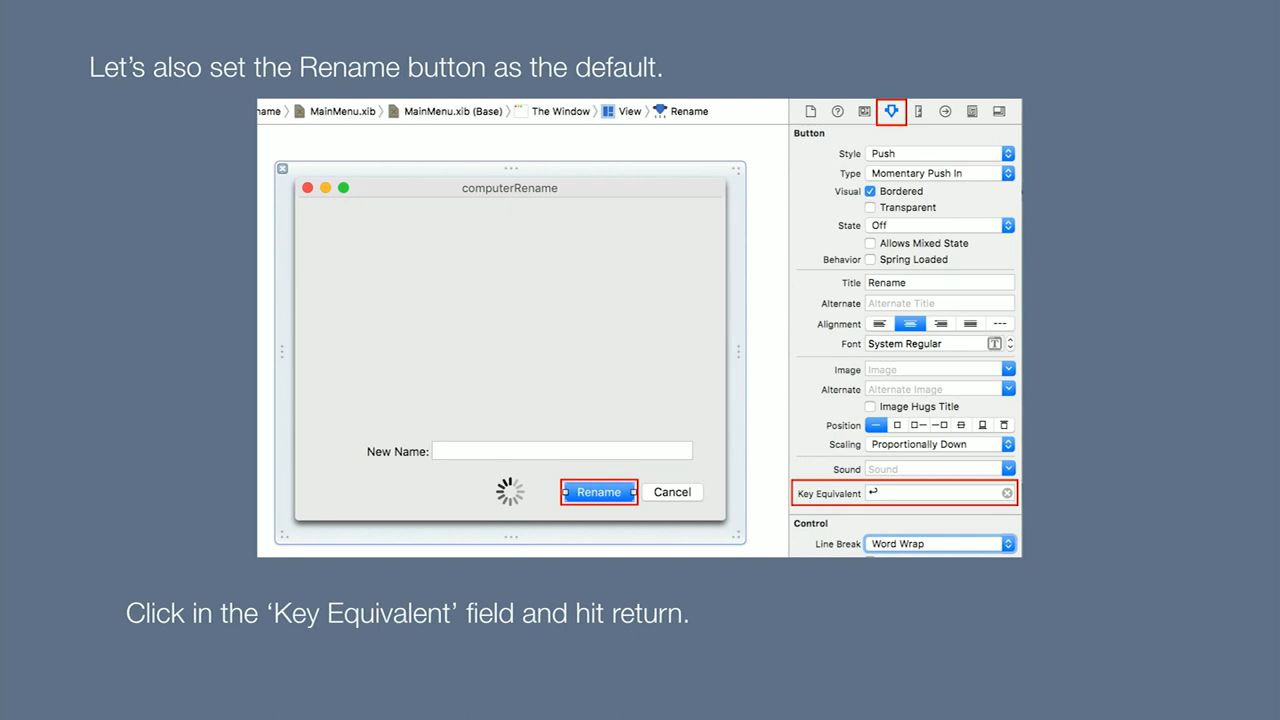 Let's also set the Rename button as the default.
name MainMenu.xib MainMenu.xib (Base) The Window View Rename
computerRename
New Name:
Rename Cancel
Button
Style Push
Type Momentary Push In
Visual Bordered
Transparent
State Off
Allows Mixed State
Behavior Spring Loaded
Title Rename
Alternate Alternate Title
Alignment
Font System Regular T
Image Image
Alternate Alternate Image
Image Hugs Title
Position
Scaling Proportionally Down
Sound Sound
Key Equivalent ↩
Control
Line Break Word Wrap
Click in the ‘Key Equivalent’ field and hit return.